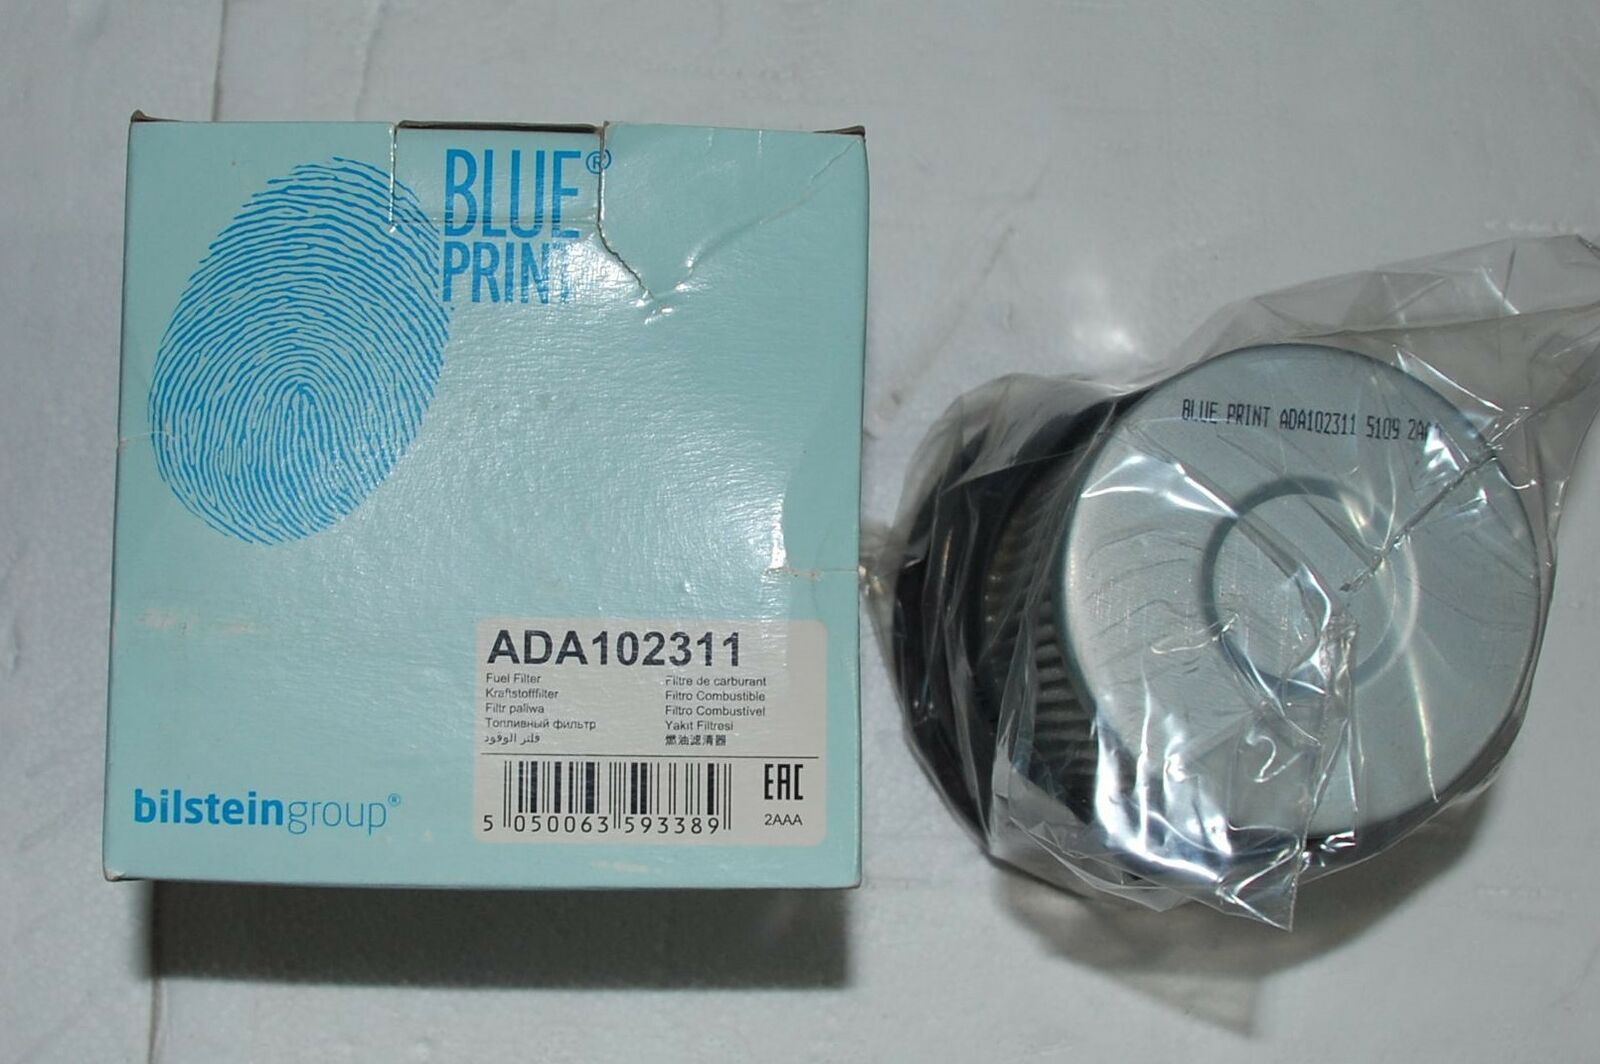 BLUE®
PRINT
ADA102311
Fuel Filter
Kraftstofffilter
Filtr paliwa
Топливный фильтр
فلتر الوقود
Filtre de carburant
Filtro Combustible
Filtro Combustível
Yakıt Filtresi
燃油滤清器
5 050063 593389
EAC
2AAA
bilsteingroup®
BLUE PRINT ADA102311 5109 2AAA